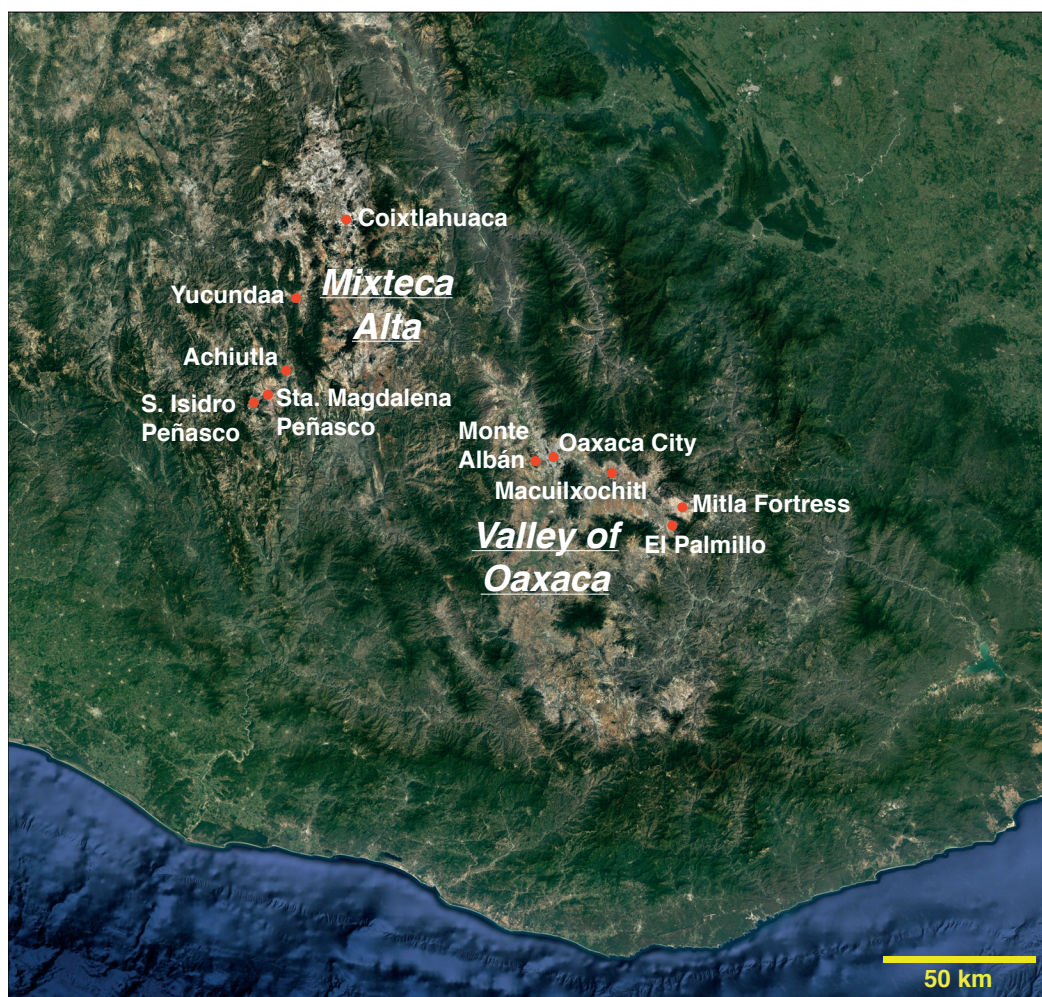 Coixtlahuaca
Mixteca
Alta
Yucundaa
Achiutla
S. Isidro
Peñasco
Sta. Magdalena
Peñasco
Monte
Albán
Oaxaca City
Macuilxochitl
Mitla Fortress
El Palmillo
Valley of
Oaxaca
50 km